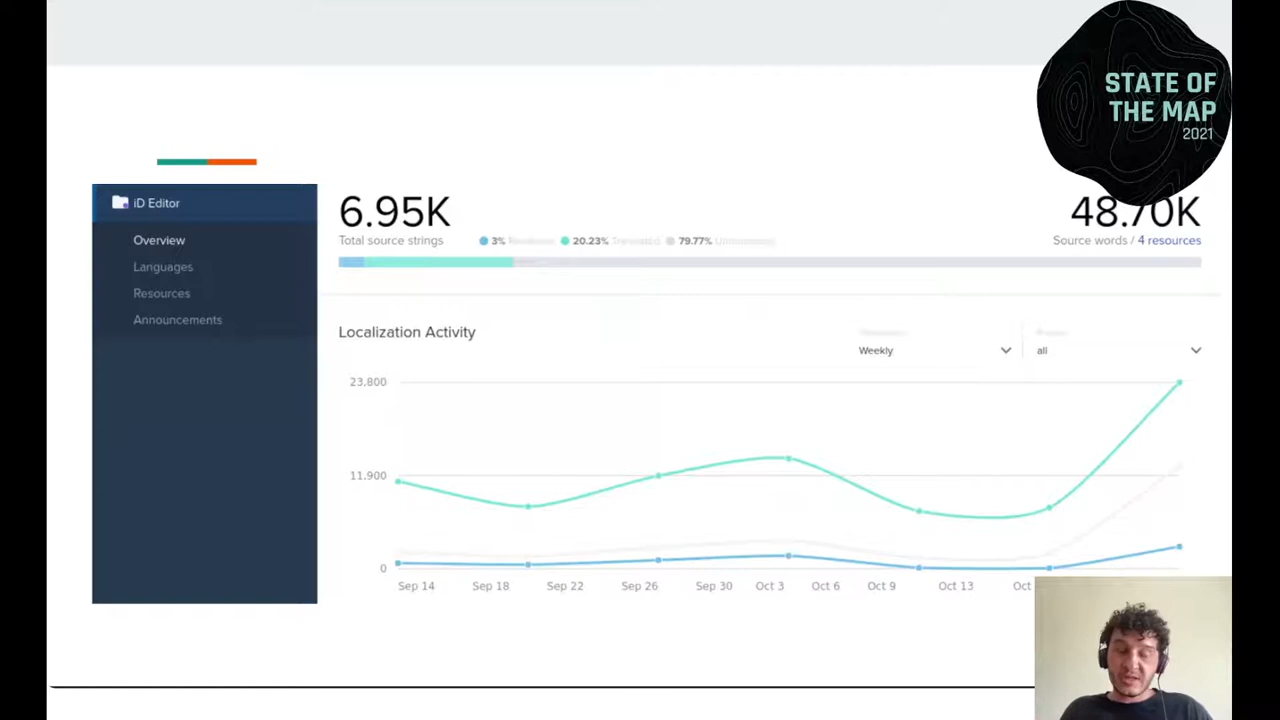 STATE OF
THE MAP
2021
iD Editor
Overview
Languages
Resources
Announcements
6.95K
Total source strings
3%
20.23%
79.77%
48.70K
Source words / 4 resources
Localization Activity
Weekly
all
23,800
11,900
0
Sep 14 Sep 18 Sep 22 Sep 26 Sep 30 Oct 3 Oct 6 Oct 9 Oct 13 Oct